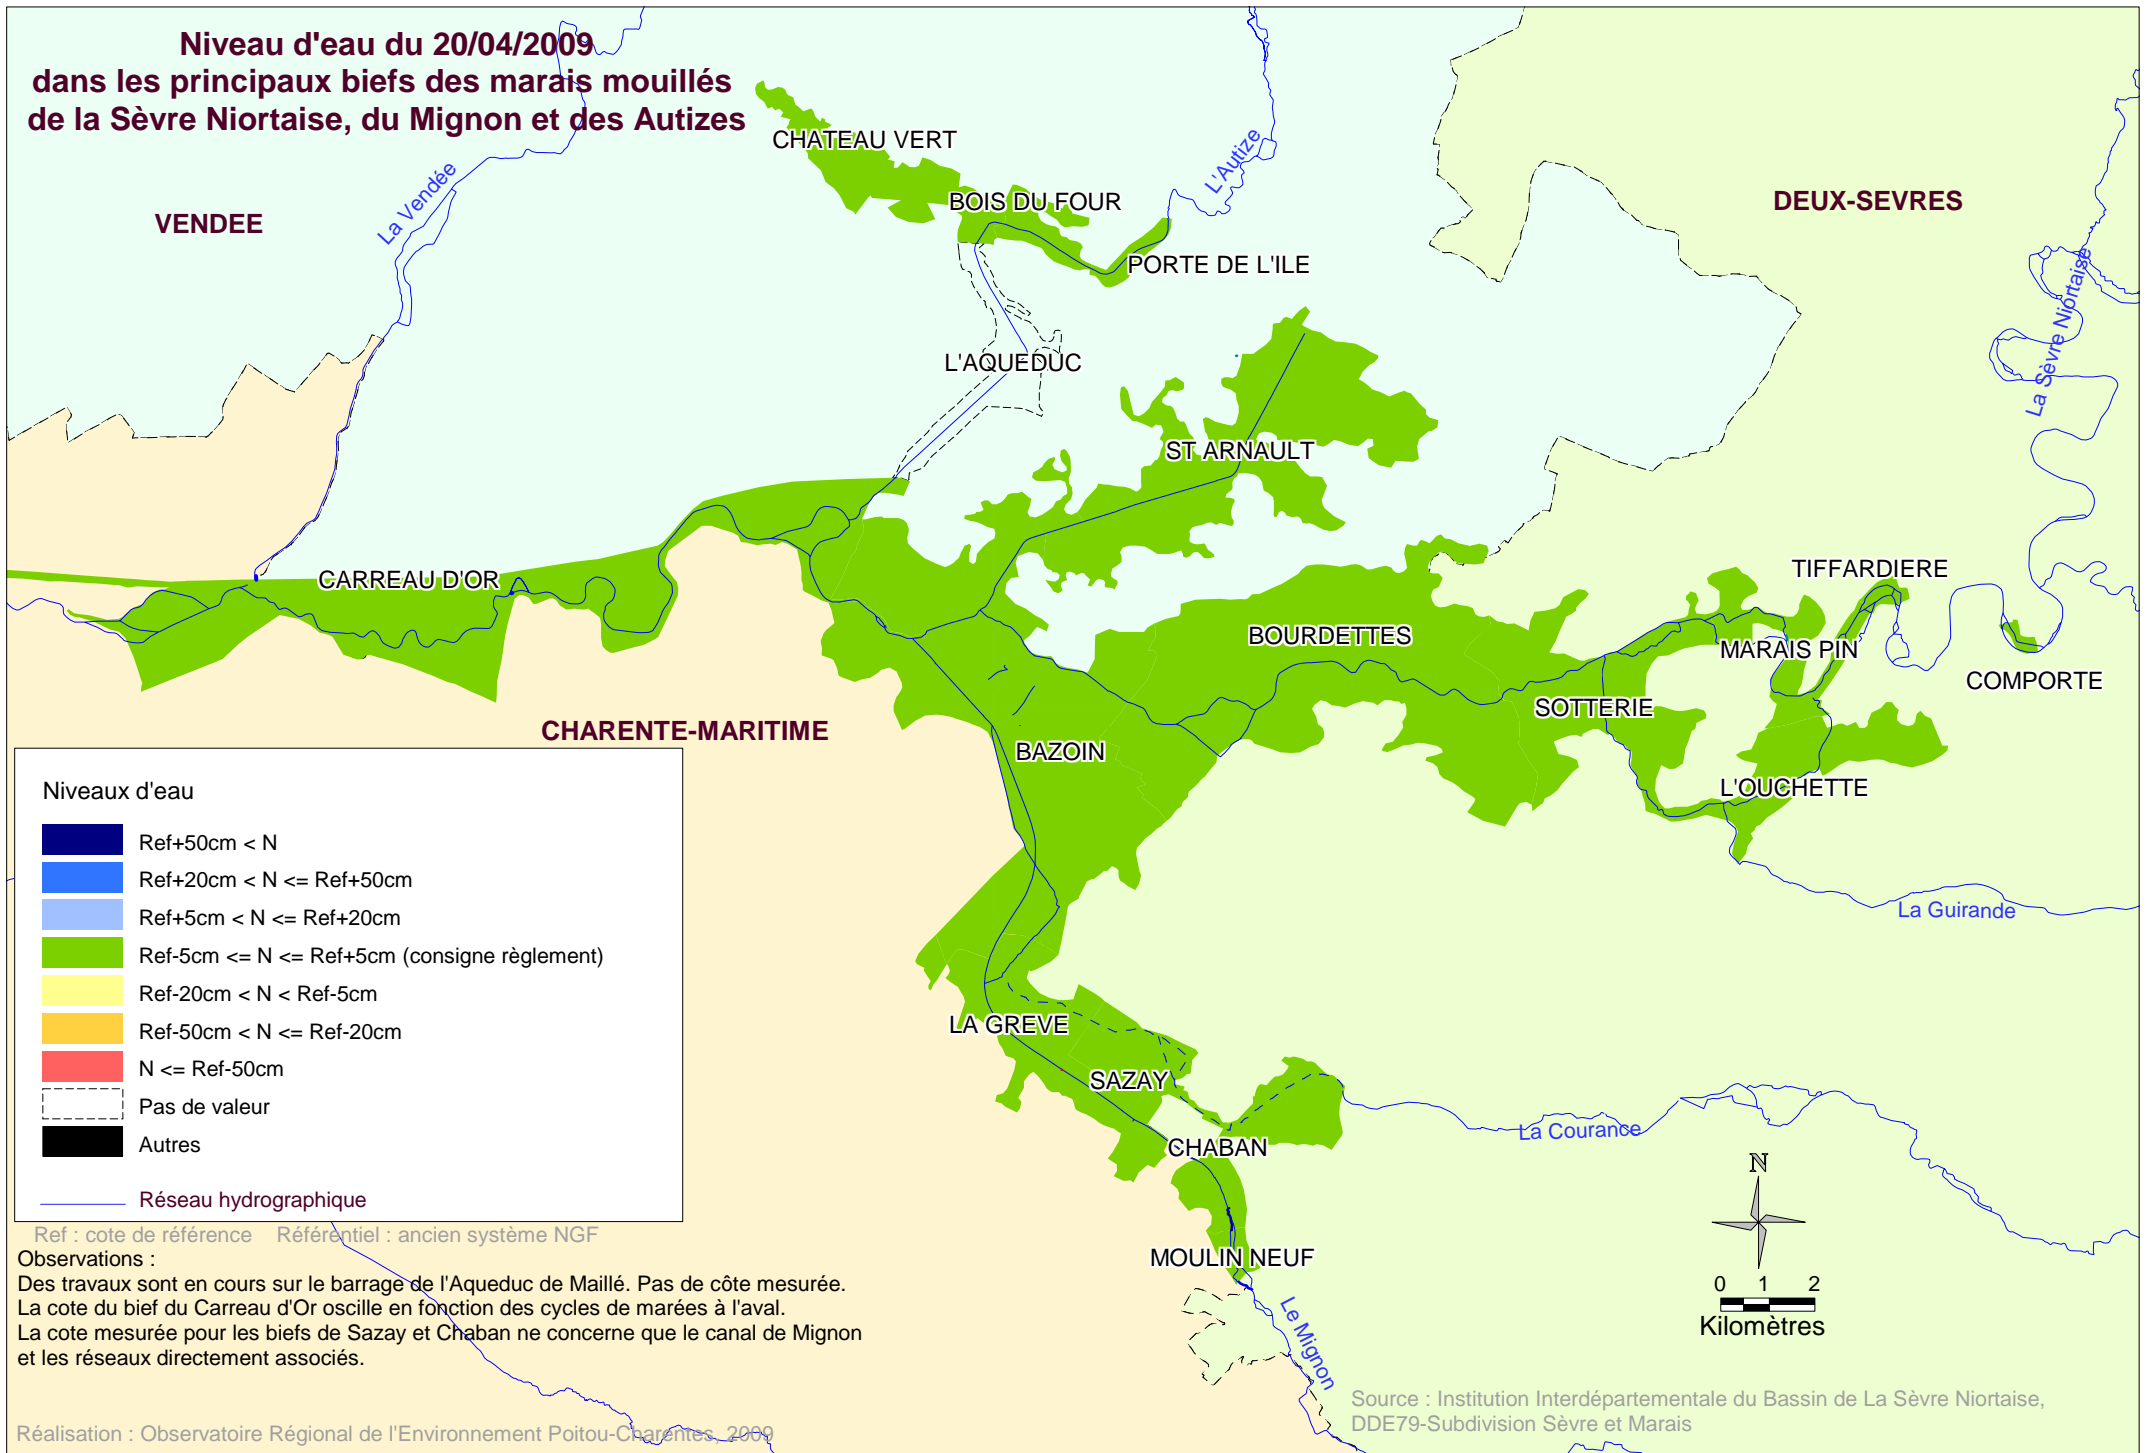 Niveau d'eau du 20/04/2009
dans les principaux biefs des marais mouillés
de la Sèvre Niortaise, du Mignon et des Autizes
CHATEAU VERT
La Vendée
L'Autize
VENDEE
BOIS DU FOUR
DEUX-SEVRES
PORTE DE L'ILE
La Sèvre Niortaise
L'AQUEDUC
ST ARNAULT
CARREAU D'OR
TIFFARDIERE
BOURDETTES
MARAIS PIN
COMPORTE
SOTTERIE
CHARENTE-MARITIME
BAZOIN
L'OUCHETTE
La Guirande
LA GREVE
SAZAY
La Courance
CHABAN
MOULIN NEUF
Le Mignon
Niveaux d'eau
Ref+50cm < N
Ref+20cm < N <= Ref+50cm
Ref+5cm < N <= Ref+20cm
Ref-5cm <= N <= Ref+5cm (consigne règlement)
Ref-20cm < N < Ref-5cm
Ref-50cm < N <= Ref-20cm
N <= Ref-50cm
Pas de valeur
Autres
Réseau hydrographique
Ref : cote de référence Référentiel : ancien système NGF
Observations :
Des travaux sont en cours sur le barrage de l'Aqueduc de Maillé. Pas de côte mesurée.
La cote du bief du Carreau d'Or oscille en fonction des cycles de marées à l'aval.
La cote mesurée pour les biefs de Sazay et Chaban ne concerne que le canal de Mignon
et les réseaux directement associés.
N
0 1 2
Kilomètres
Source : Institution Interdépartementale du Bassin de La Sèvre Niortaise,
DDE79-Subdivision Sèvre et Marais
Réalisation : Observatoire Régional de l'Environnement Poitou-Charentes, 2009